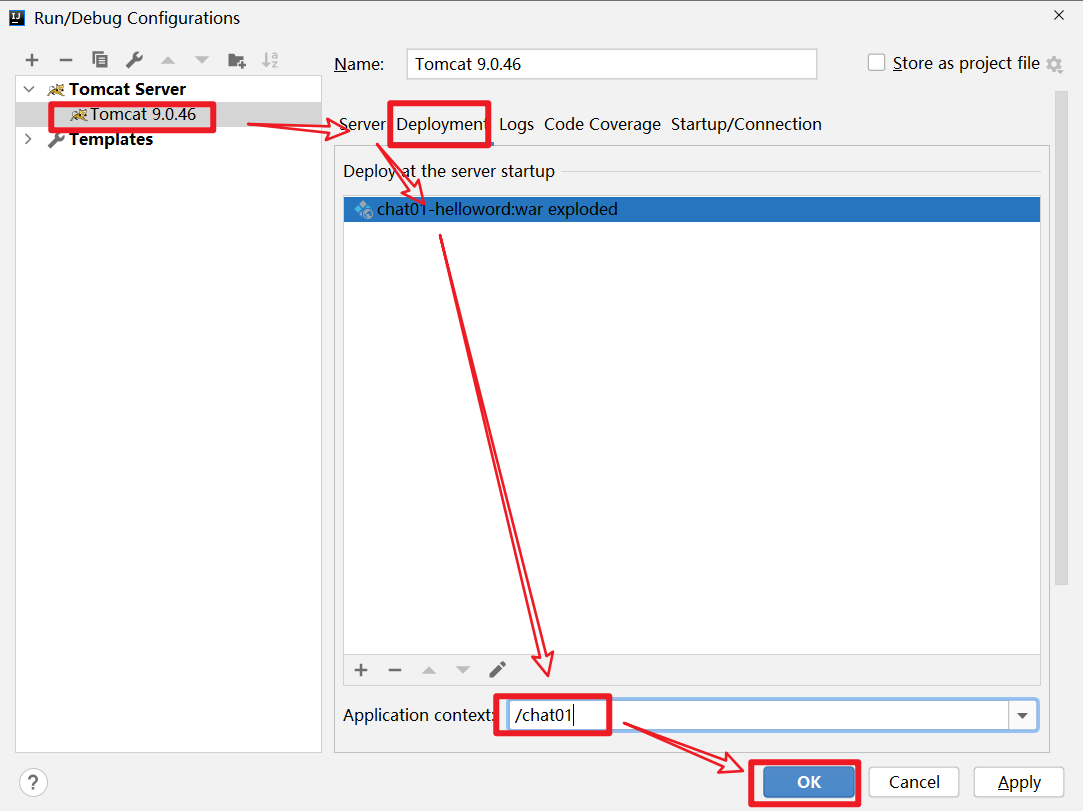 Run/Debug Configurations
Name: Tomcat 9.0.46 Store as project file
Tomcat Server
Tomcat 9.0.46
Templates
Server Deployment Logs Code Coverage Startup/Connection
Deploy at the server startup
chat01-helloword:war exploded
Application context: /chat01
? OK Cancel Apply